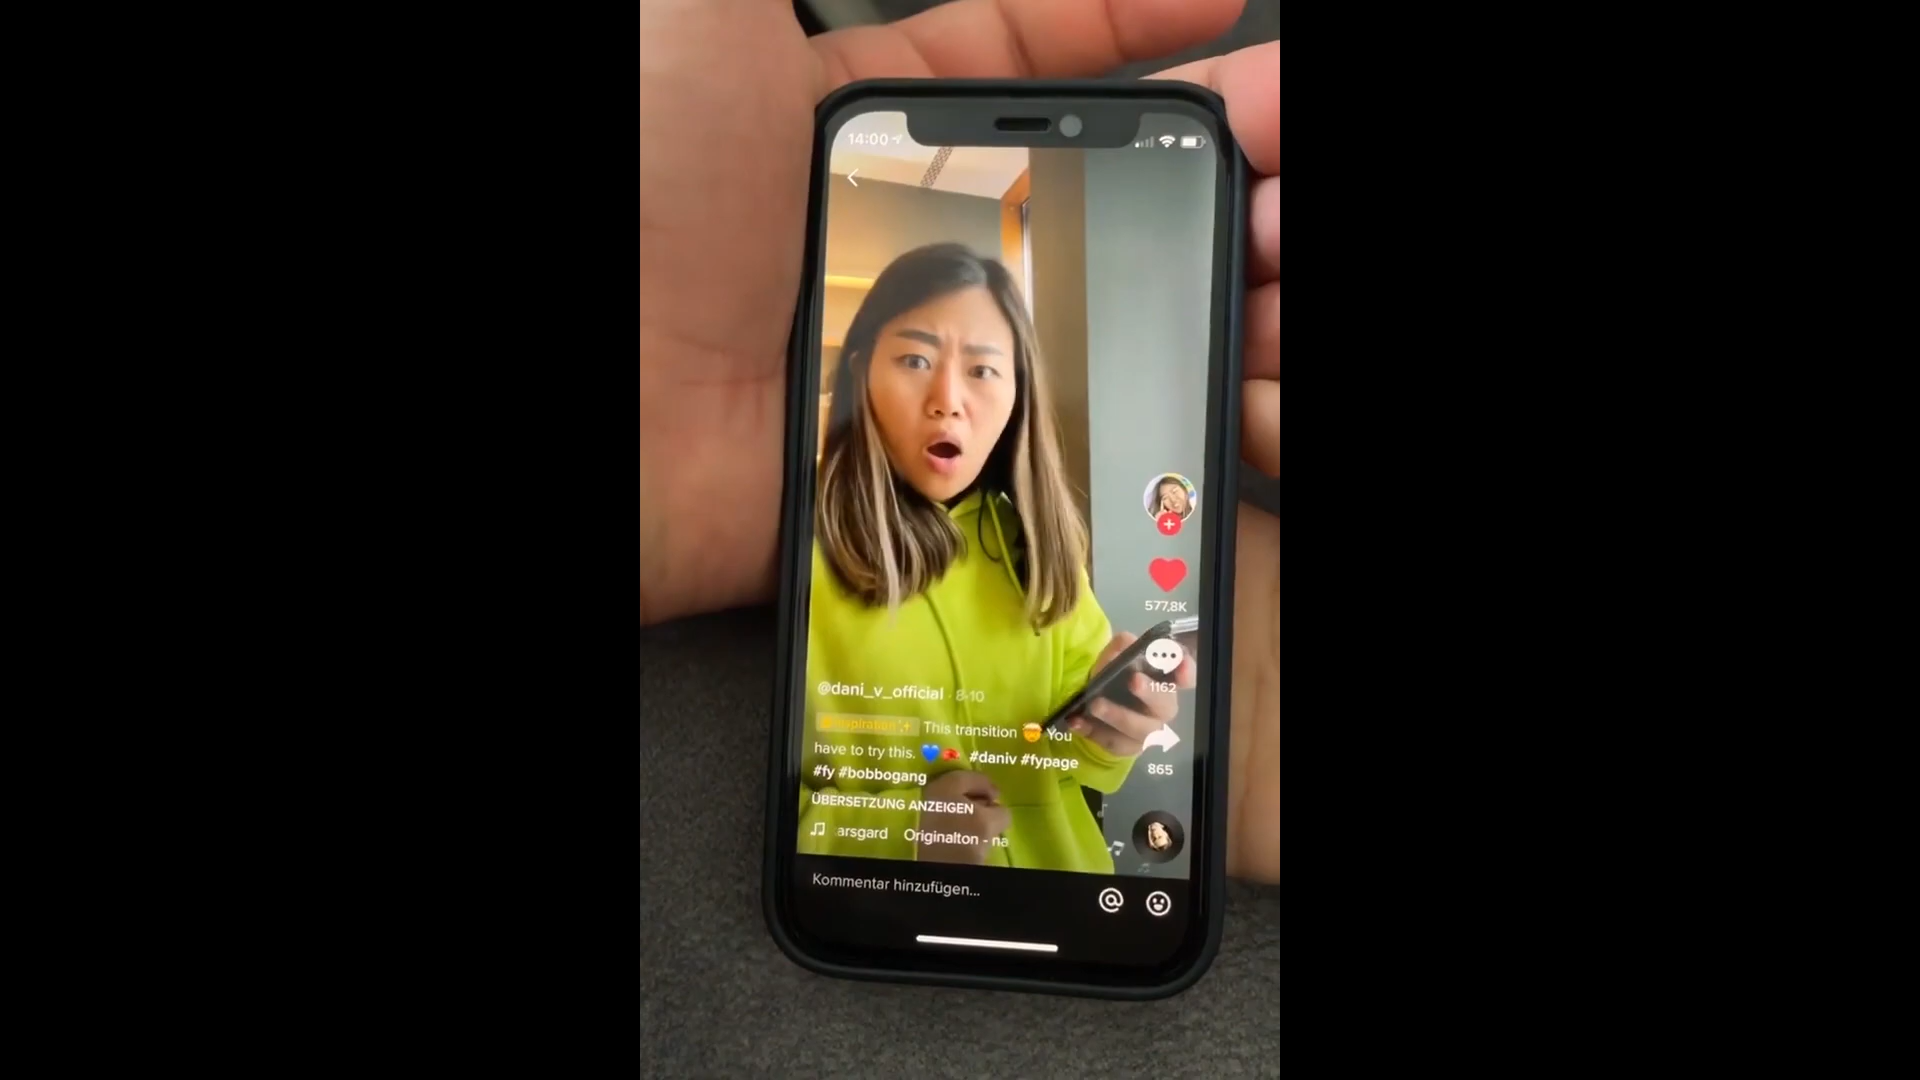 14:00
577,8K
1162
865
@dani_v_official · 8-10
Inspiration This transition 🤯 You
have to try this. 💙 #daniv #fypage
#fy #bobbogang
ÜBERSETZUNG ANZEIGEN
arsgard Originalton - na
Kommentar hinzufügen...